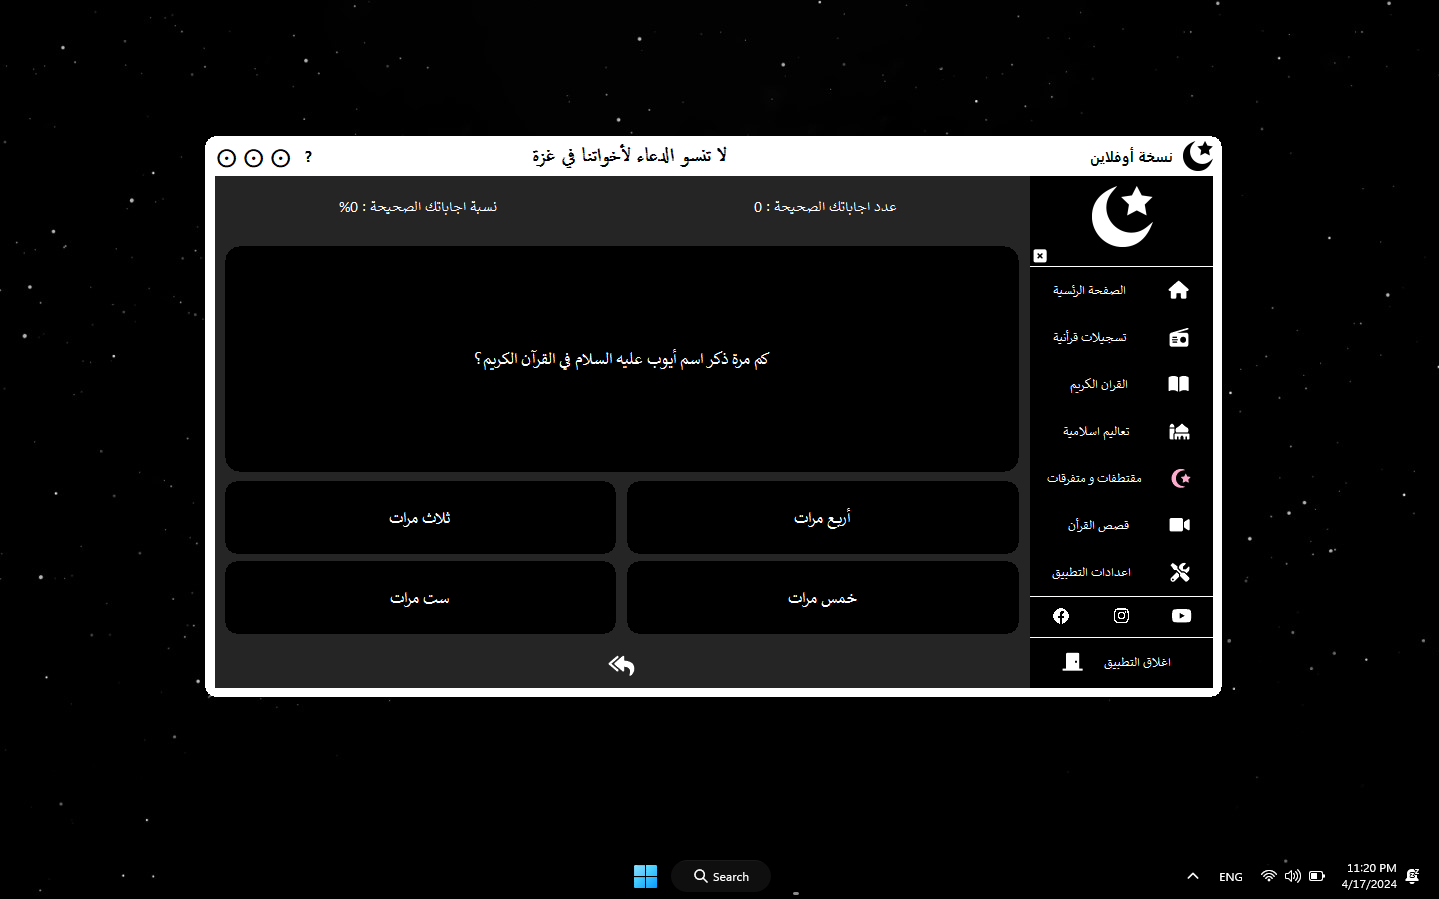 نسخة أوفلاين
لا تنسو الدعاء لأخواتنا في غزة
?
عدد اجاباتك الصحيحة : 0
نسبة اجاباتك الصحيحة : 0%
كم مرة ذكر اسم أيوب عليه السلام في القرآن الكريم؟
أربع مرات
ثلاث مرات
خمس مرات
ست مرات
الصفحة الرئسية
تسجيلات قرأنية
القران الكريم
تعاليم اسلامية
مقتطفات و متفرقات
قصص القرأن
اعدادات التطبيق
اغلاق التطبيق
Search
ENG
11:20 PM
4/17/2024